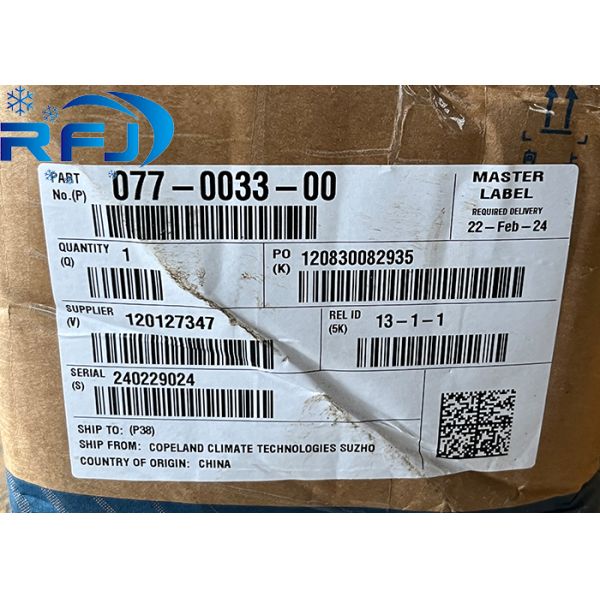 RFJ
向上
PART
No.(P) 077-0033-00
MASTER
LABEL
REQUIRED DELIVERY
22-Feb-24
QUANTITY
(Q) 1
PO
(K) 120830082935
SUPPLIER
(V) 120127347
REL ID
(5K) 13-1-1
SERIAL
(S) 240229024
SHIP TO: (P38)
SHIP FROM: COPELAND CLIMATE TECHNOLOGIES SUZHO
COUNTRY OF ORIGIN: CHINA